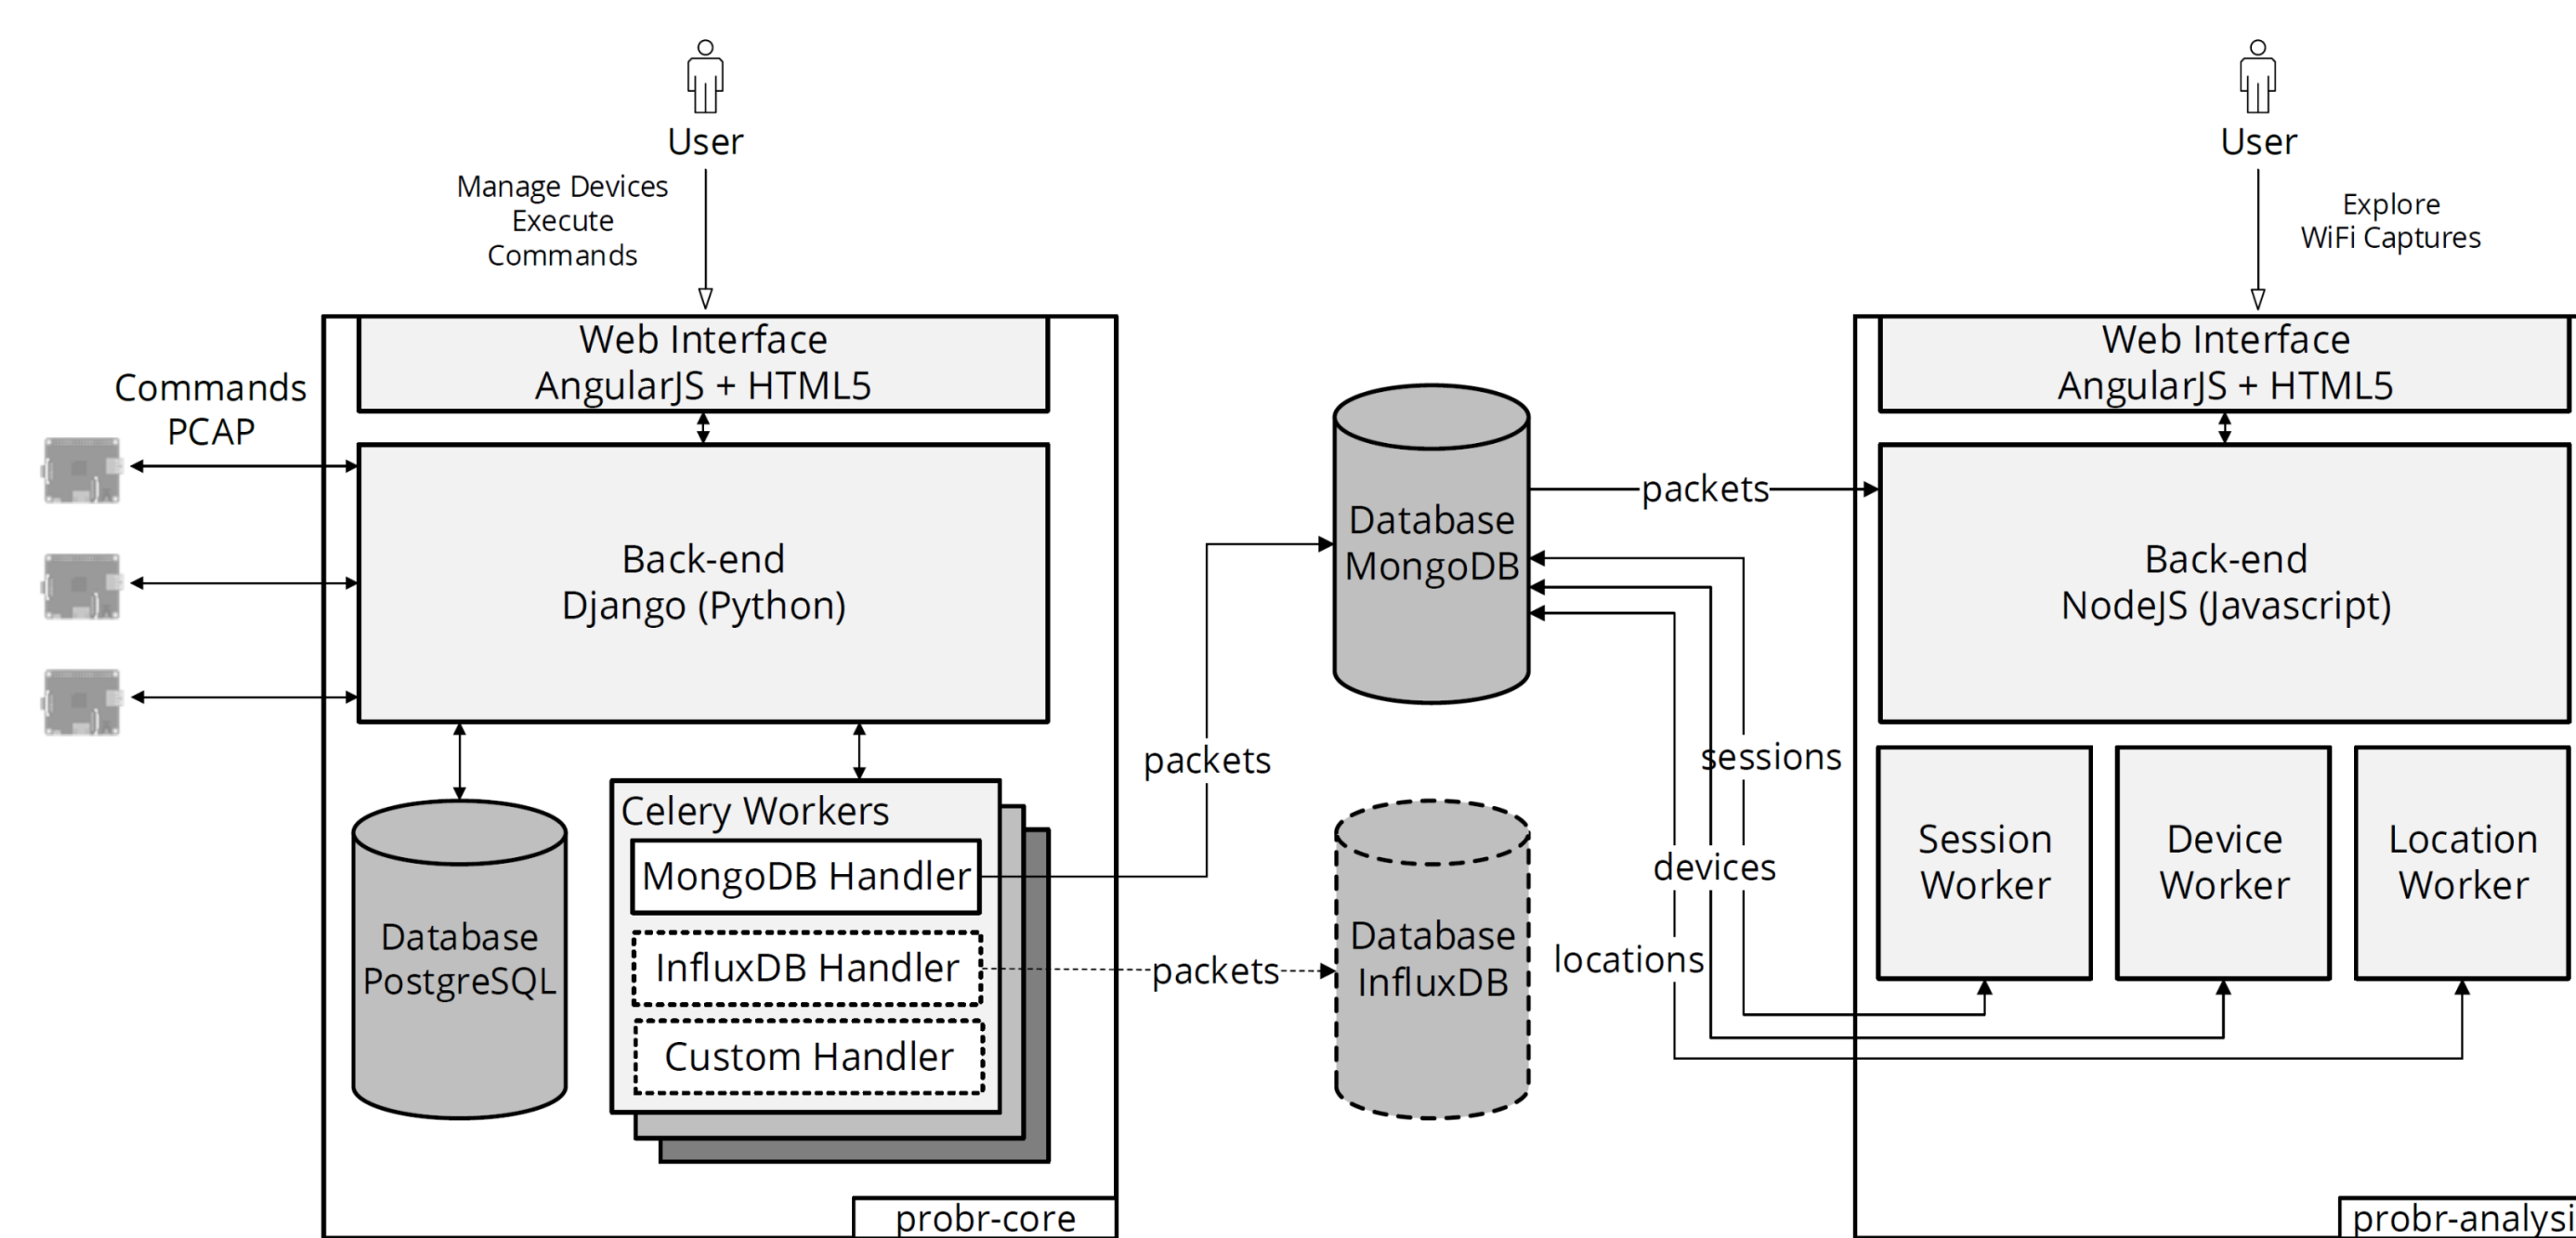 User
Manage Devices
Execute
Commands
Web Interface
AngularJS + HTML5
Commands
PCAP
Back-end
Django (Python)
Database
PostgreSQL
Celery Workers
MongoDB Handler
InfluxDB Handler
Custom Handler
probr-core
packets
packets
Database
MongoDB
Database
InfluxDB
packets
sessions
devices
locations
User
Explore
WiFi Captures
Web Interface
AngularJS + HTML5
Back-end
NodeJS (Javascript)
Session
Worker
Device
Worker
Location
Worker
probr-analysi